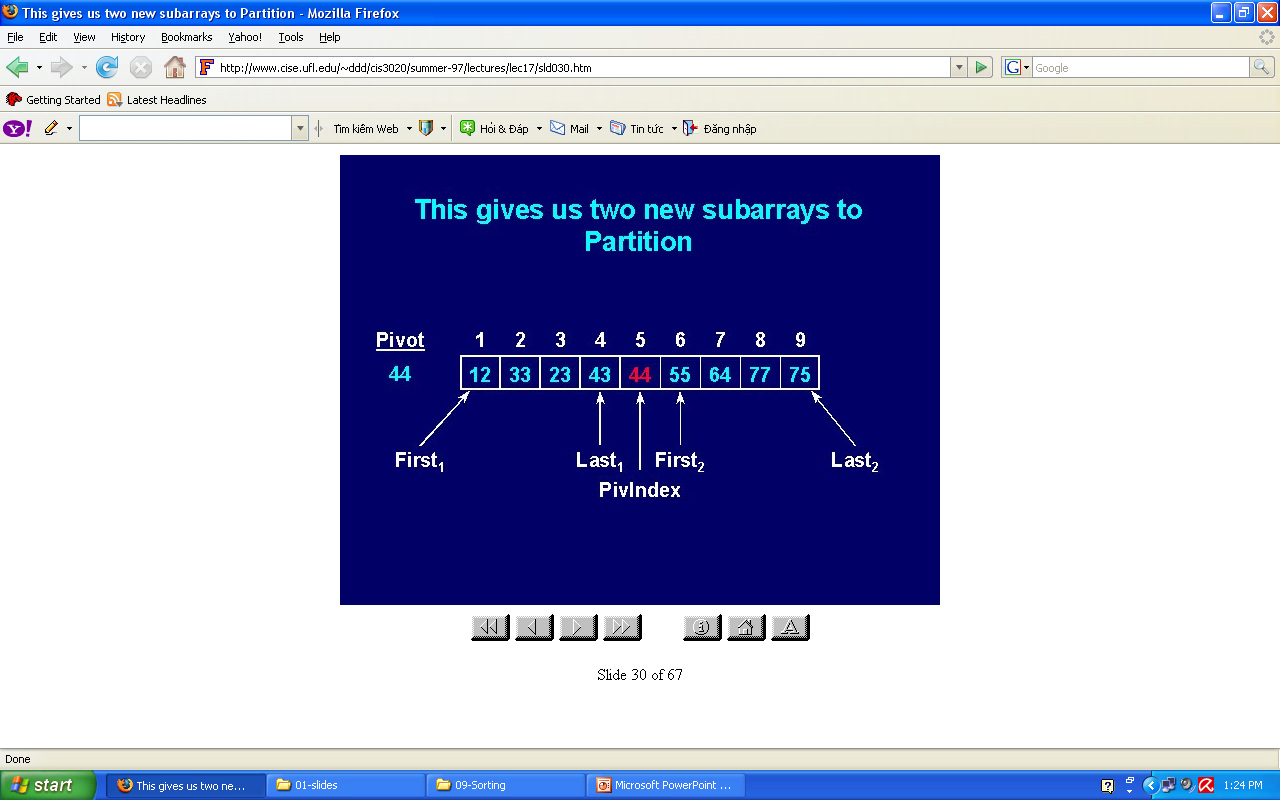 This gives us two new subarrays to Partition - Mozilla Firefox
File Edit View History Bookmarks Yahoo! Tools Help
http://www.cise.ufl.edu/~ddd/cis3020/summer-97/lectures/lec17/sld030.htm
G Google
Getting Started Latest Headlines
Y! Tìm kiếm Web Hỏi & Đáp Mail Tin tức Đăng nhập
This gives us two new subarrays to
Partition
Pivot 1 2 3 4 5 6 7 8 9
44 12 33 23 43 44 55 64 77 75
First1 Last1 First2 Last2
PivIndex
Slide 30 of 67
Done
start This gives us two ne... 01-slides 09-Sorting Microsoft PowerPoint ... 1:24 PM